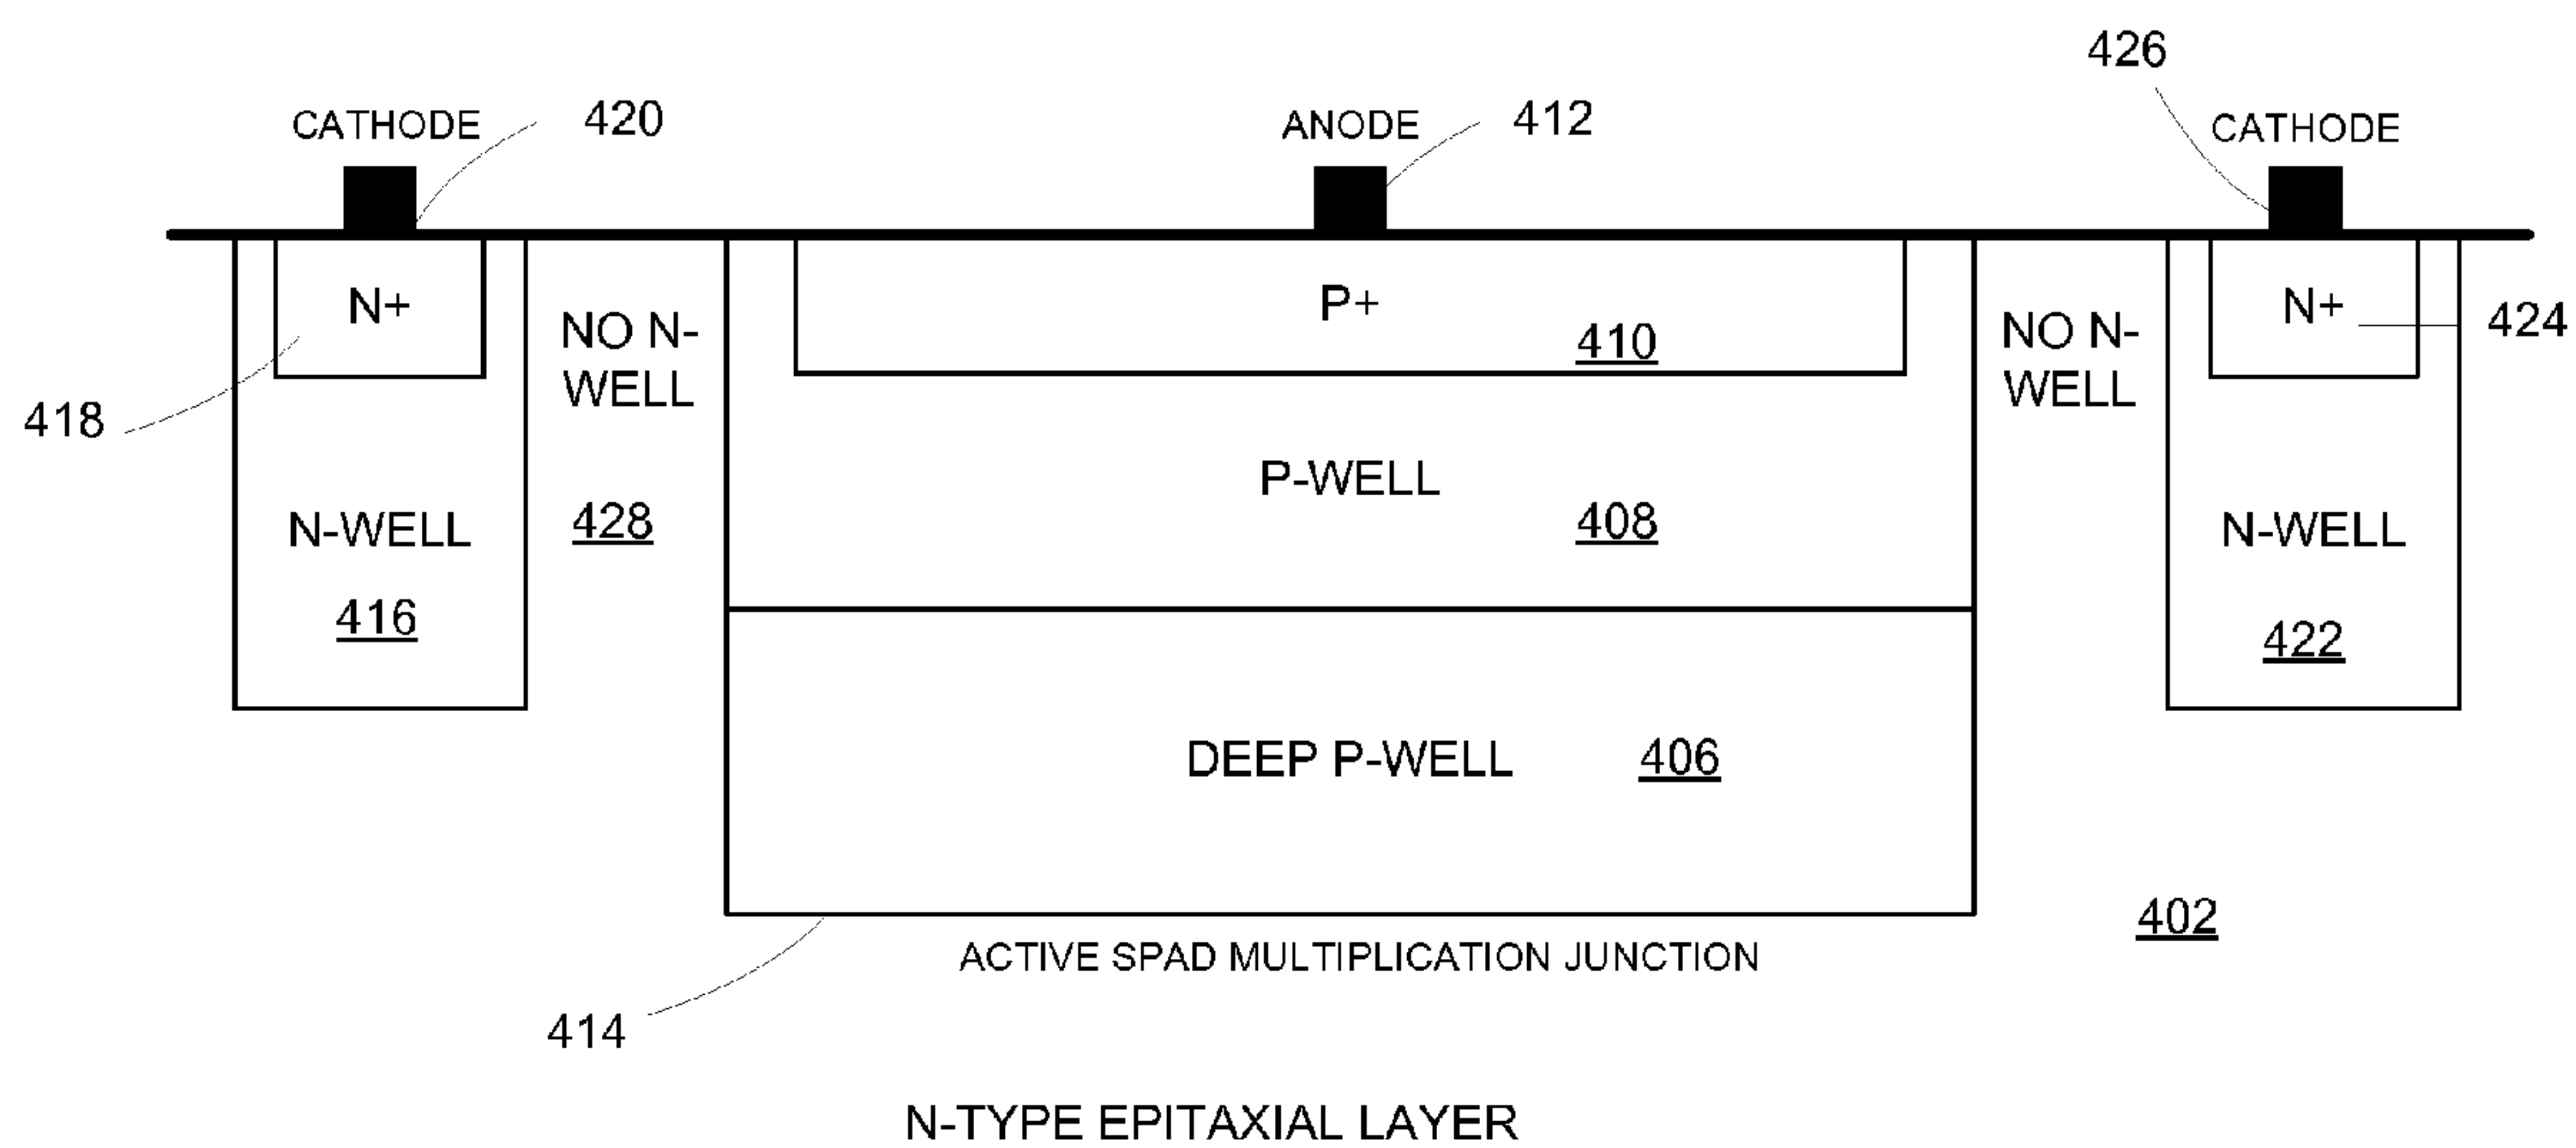 426
CATHODE
420
ANODE
412
CATHODE
N+
P+
N+
410
424
NO N-
WELL
NO N-
WELL
418
P-WELL
408
428
N-WELL
416
N-WELL
422
DEEP P-WELL
406
402
ACTIVE SPAD MULTIPLICATION JUNCTION
414
N-TYPE EPITAXIAL LAYER